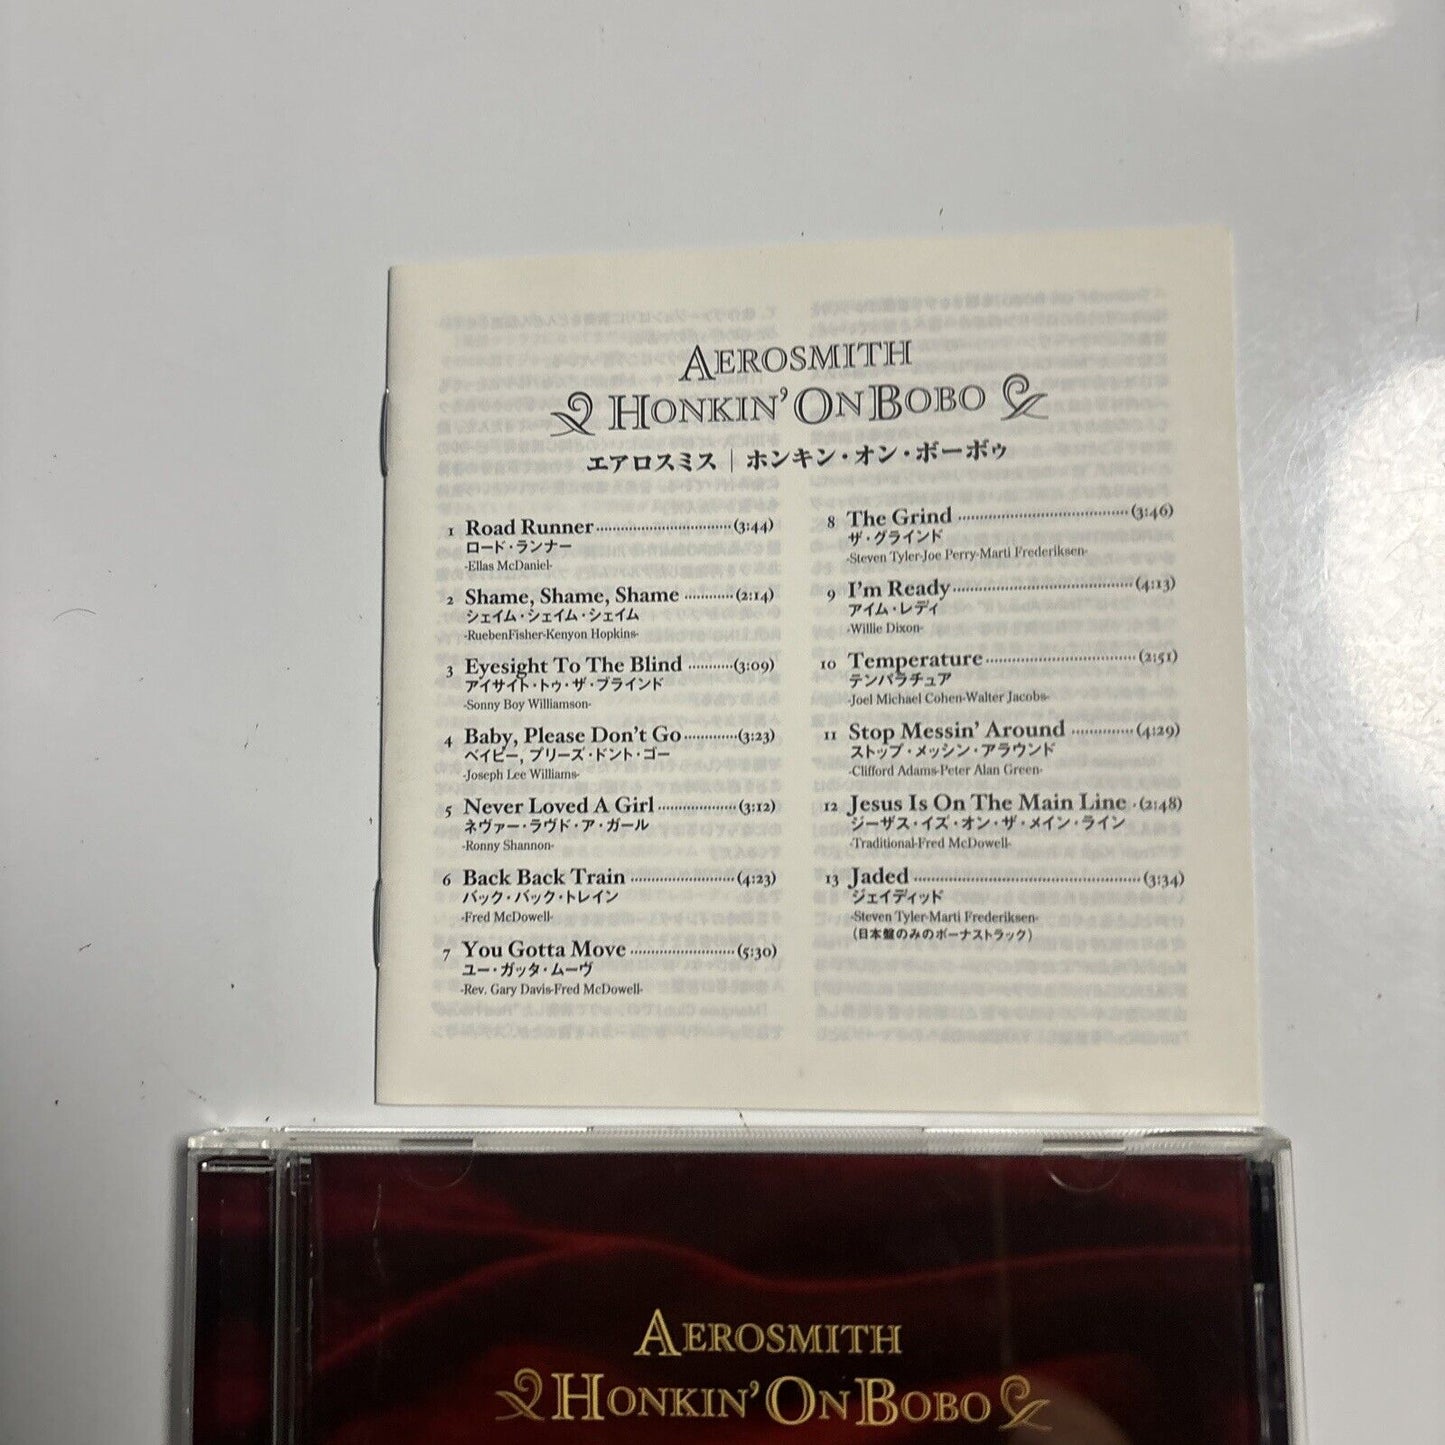 AEROSMITH
HONKIN' ON BOBO
エアロスミス | ホンキン・オン・ボーボゥ
1 Road Runner (3:44)
ロード・ランナー
-Ellas McDaniel-
2 Shame, Shame, Shame (2:14)
シェイム・シェイム・シェイム
-RuebenFisher-Kenyon Hopkins-
3 Eyesight To The Blind (3:09)
アイサイト・トゥ・ザ・ブラインド
-Sonny Boy Williamson-
4 Baby, Please Don't Go (3:23)
ベイビー, プリーズ・ドント・ゴー
-Joseph Lee Williams-
5 Never Loved A Girl (3:12)
ネヴァー・ラヴド・ア・ガール
-Ronny Shannon-
6 Back Back Train (4:23)
バック・バック・トレイン
-Fred McDowell-
7 You Gotta Move (5:30)
ユー・ガッタ・ムーヴ
-Rev. Gary Davis-Fred McDowell-
8 The Grind (3:46)
ザ・グラインド
-Steven Tyler-Joe Perry-Marti Frederiksen-
9 I'm Ready (4:13)
アイム・レディ
-Willie Dixon-
10 Temperature (2:51)
テンパラチュア
-Joel Michael Cohen-Walter Jacobs-
11 Stop Messin' Around (4:29)
ストップ・メッシン・アラウンド
-Clifford Adams-Peter Alan Green-
12 Jesus Is On The Main Line (2:48)
ジーザス・イズ・オン・ザ・メイン・ライン
-Traditional-Fred McDowell-
13 Jaded (3:34)
ジェイディッド
-Steven Tyler-Marti Frederiksen-
(日本盤のみのボーナストラック)
AEROSMITH
HONKIN' ON BOBO